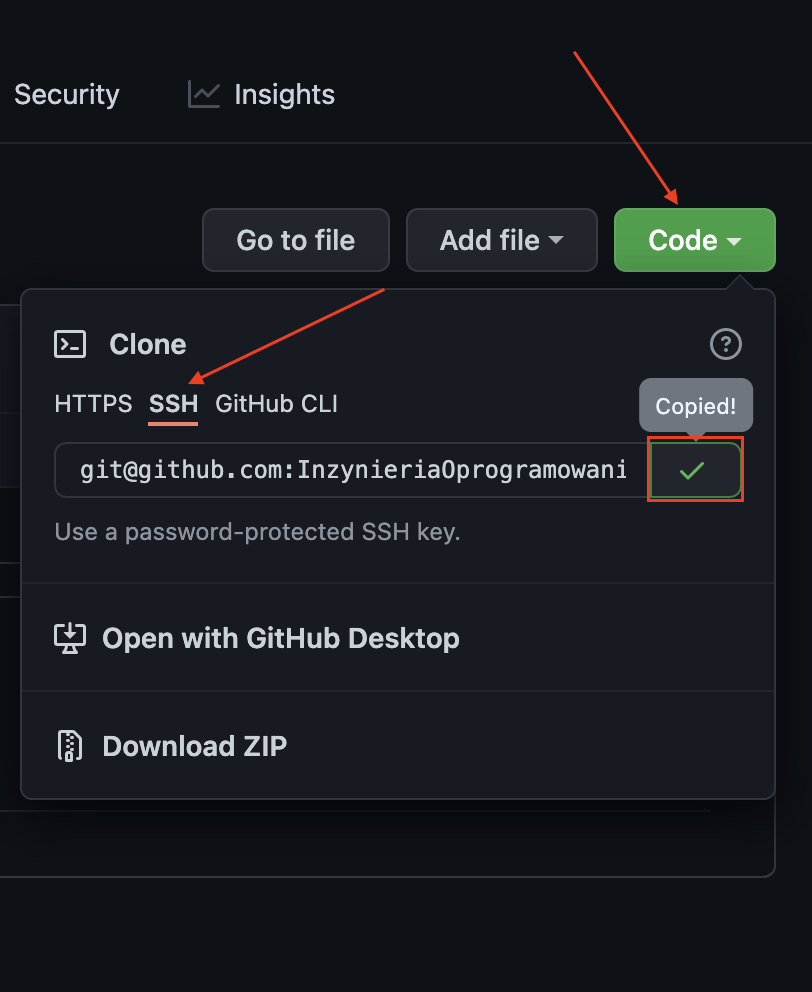 Security Insights
Go to file Add file Code
Clone
HTTPS SSH GitHub CLI
Copied!
git@github.com:InzynieriaOprogramowani
Use a password-protected SSH key.
Open with GitHub Desktop
Download ZIP